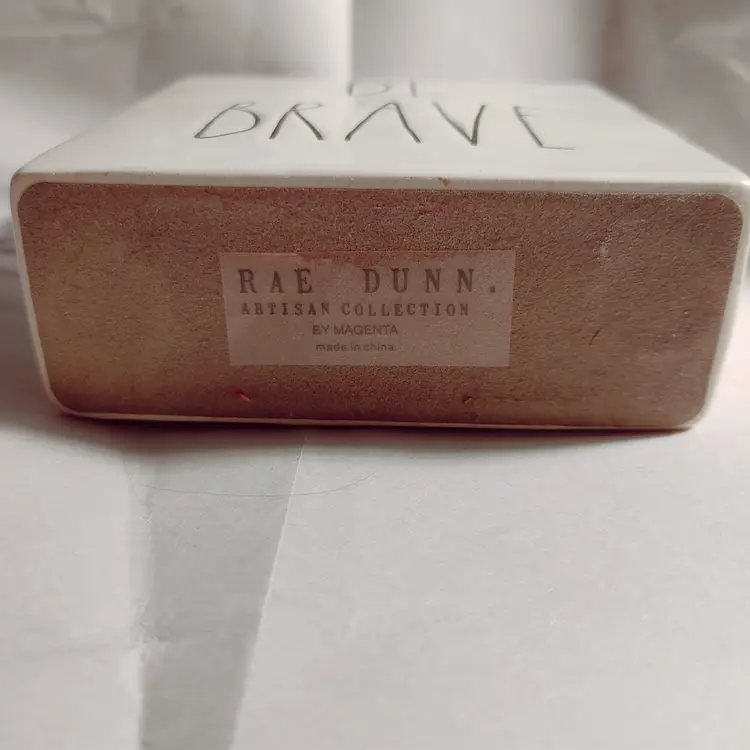 BRAVE
RAE DUNN.
ARTISAN COLLECTION
BY MAGENTA
made in china